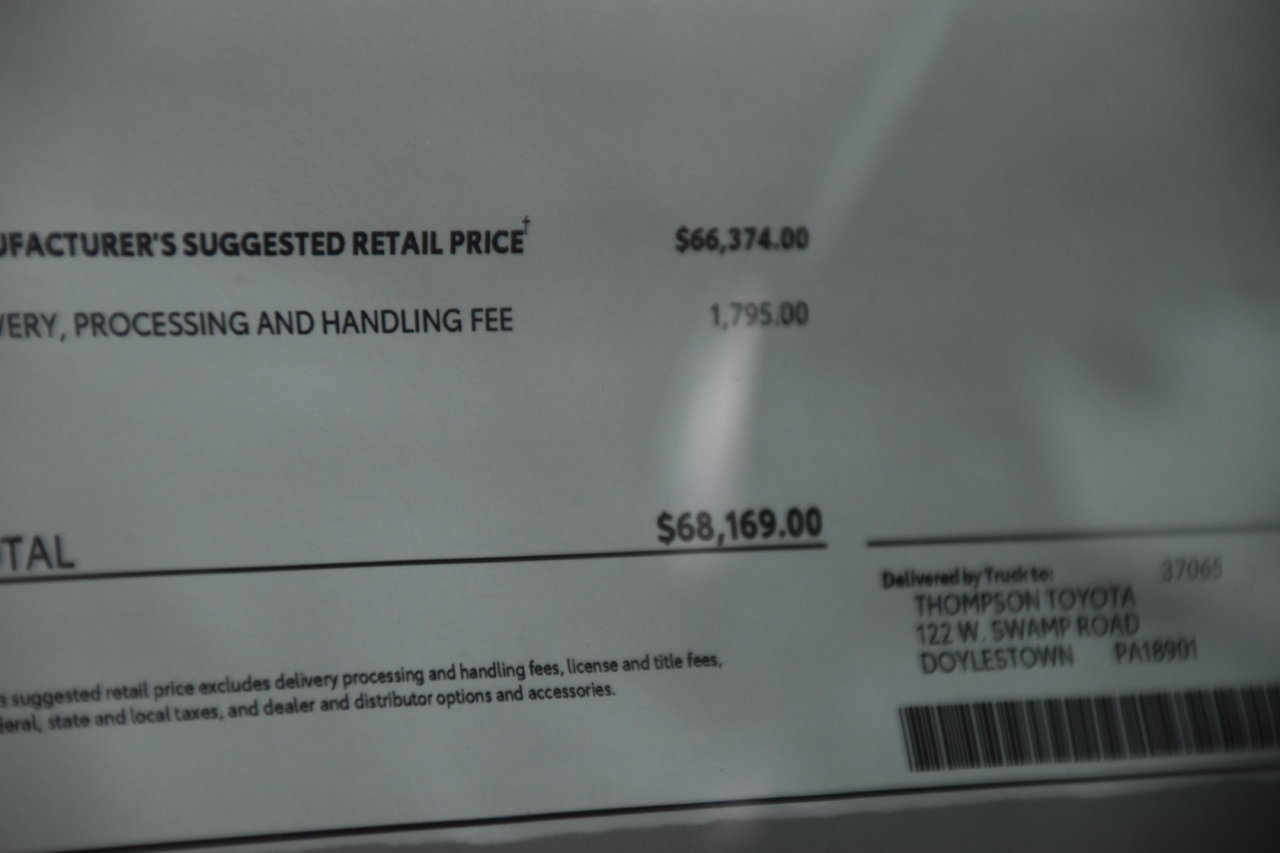 UFACTURER'S SUGGESTED RETAIL PRICE† $66,374.00
VERY, PROCESSING AND HANDLING FEE 1,795.00
OTAL $68,169.00
Delivered by Truck to: 37065
THOMPSON TOYOTA
122 W. SWAMP ROAD
DOYLESTOWN PA18901
s suggested retail price excludes delivery processing and handling fees, license and title fees,
deral, state and local taxes, and dealer and distributor options and accessories.